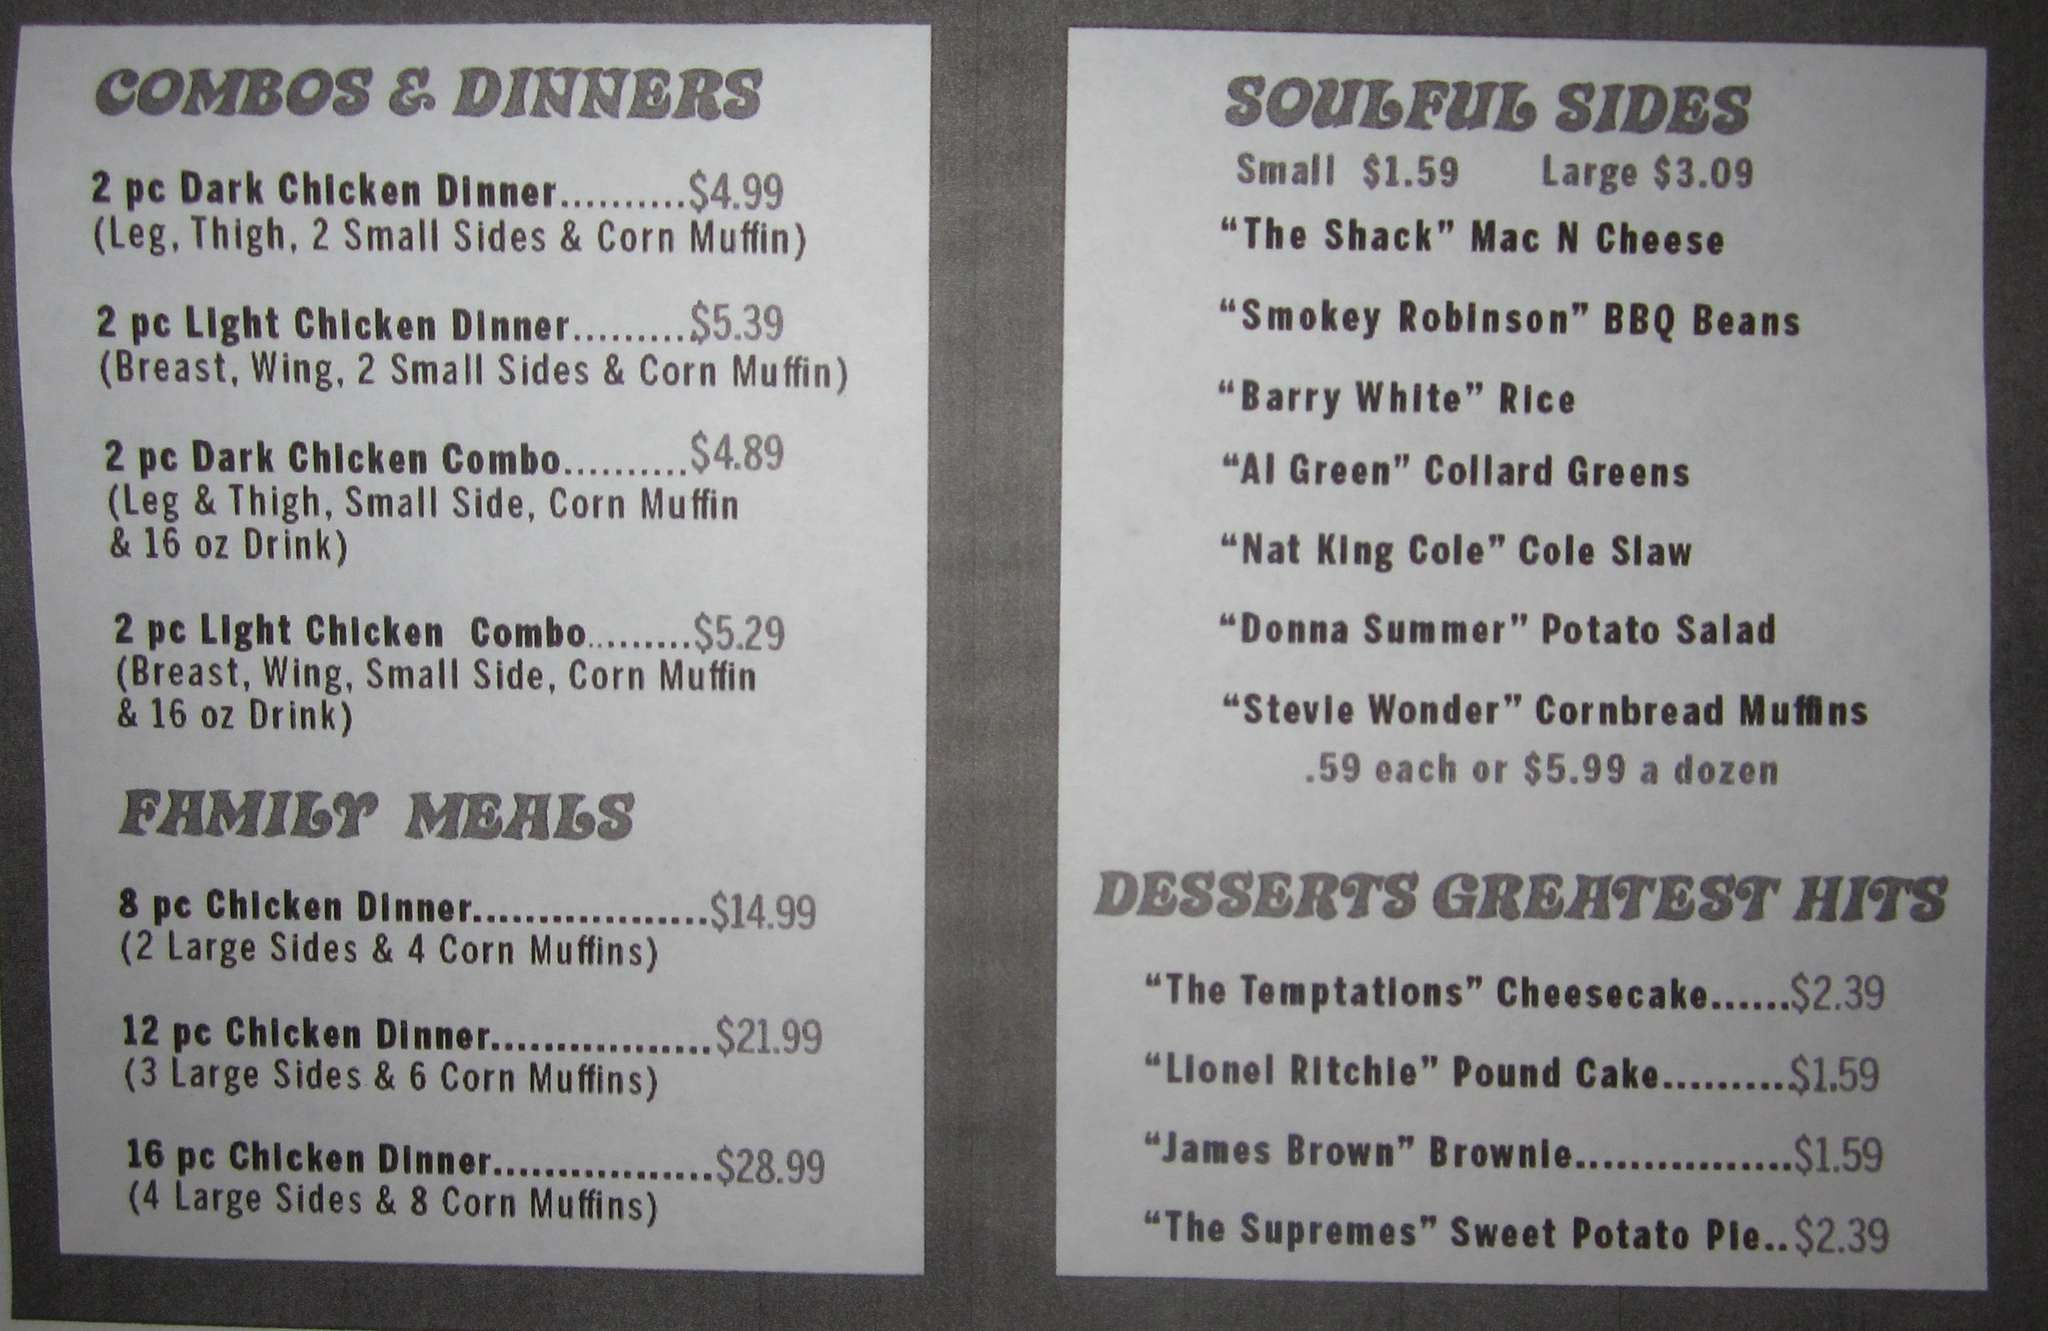 COMBOS & DINNERS
2 pc Dark Chicken Dinner..........$4.99
(Leg, Thigh, 2 Small Sides & Corn Muffin)
2 pc Light Chicken Dinner.........$5.39
(Breast, Wing, 2 Small Sides & Corn Muffin)
2 pc Dark Chicken Combo..........$4.89
(Leg & Thigh, Small Side, Corn Muffin
& 16 oz Drink)
2 pc Light Chicken Combo.........$5.29
(Breast, Wing, Small Side, Corn Muffin
& 16 oz Drink)
FAMILY MEALS
8 pc Chicken Dinner..................$14.99
(2 Large Sides & 4 Corn Muffins)
12 pc Chicken Dinner.................$21.99
(3 Large Sides & 6 Corn Muffins)
16 pc Chicken Dinner.................$28.99
(4 Large Sides & 8 Corn Muffins)
SOULFUL SIDES
Small $1.59 Large $3.09
“The Shack” Mac N Cheese
“Smokey Robinson” BBQ Beans
“Barry White” Rice
“Al Green” Collard Greens
“Nat King Cole” Cole Slaw
“Donna Summer” Potato Salad
“Stevie Wonder” Cornbread Muffins
.59 each or $5.99 a dozen
DESSERTS GREATEST HITS
“The Temptations” Cheesecake......$2.39
“Lionel Ritchie” Pound Cake..........$1.59
“James Brown” Brownie................$1.59
“The Supremes” Sweet Potato Pie..$2.39